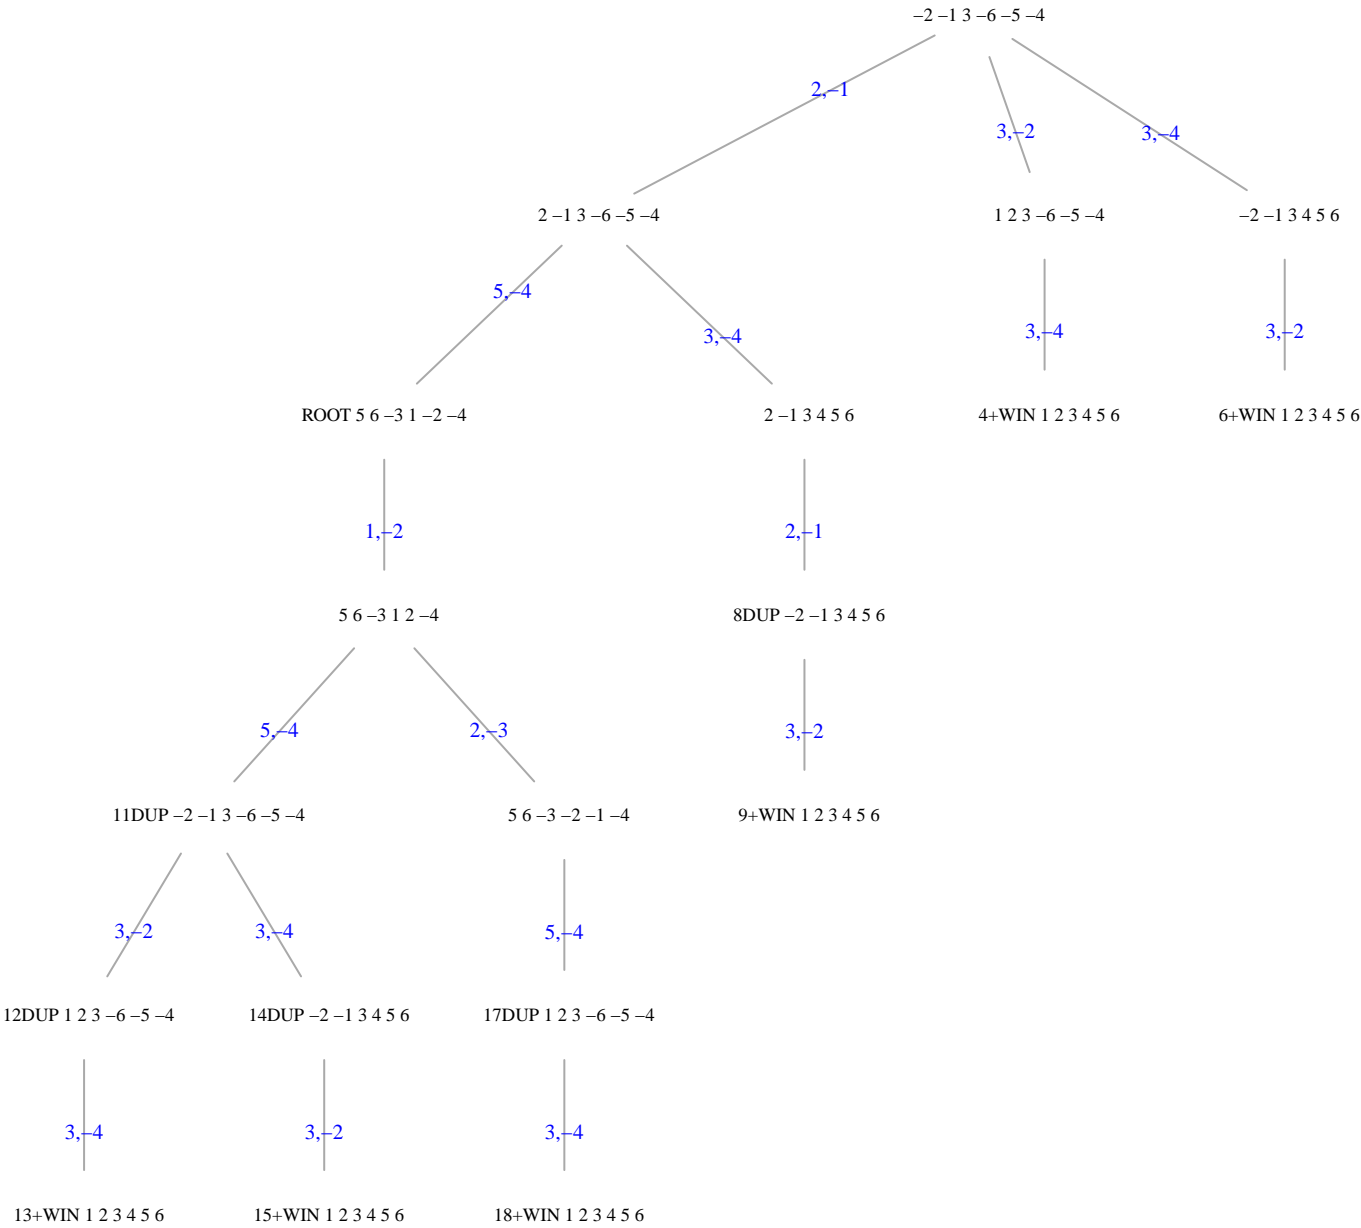 –2 –1 3 –6 –5 –4
2,–1
3,–2
3,–4
2 –1 3 –6 –5 –4
1 2 3 –6 –5 –4
–2 –1 3 4 5 6
5,–4
3,–4
3,–4
3,–2
ROOT 5 6 –3 1 –2 –4
2 –1 3 4 5 6
4+WIN 1 2 3 4 5 6
6+WIN 1 2 3 4 5 6
1,–2
2,–1
5 6 –3 1 2 –4
8DUP –2 –1 3 4 5 6
5,–4
2,–3
3,–2
11DUP –2 –1 3 –6 –5 –4
5 6 –3 –2 –1 –4
9+WIN 1 2 3 4 5 6
3,–2
3,–4
5,–4
12DUP 1 2 3 –6 –5 –4
14DUP –2 –1 3 4 5 6
17DUP 1 2 3 –6 –5 –4
3,–4
3,–2
3,–4
13+WIN 1 2 3 4 5 6
15+WIN 1 2 3 4 5 6
18+WIN 1 2 3 4 5 6